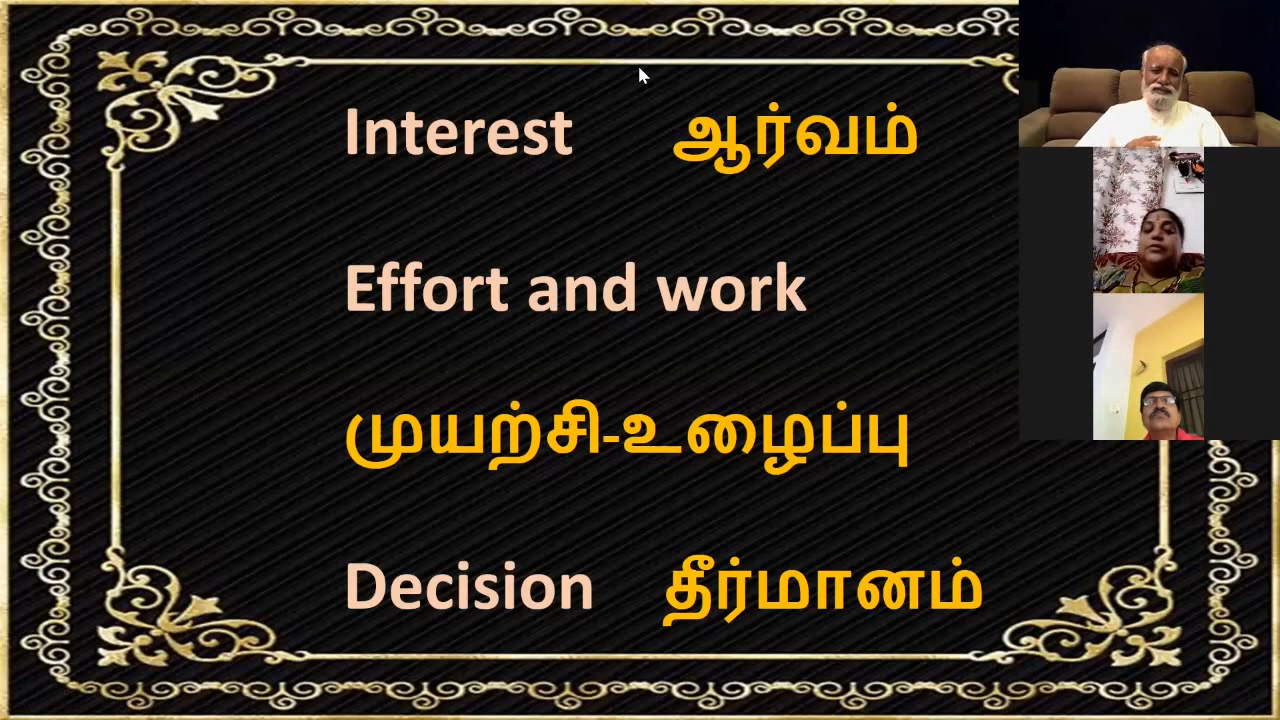 Interest ஆர்வம்
Effort and work
முயற்சி-உழைப்பு
Decision தீர்மானம்